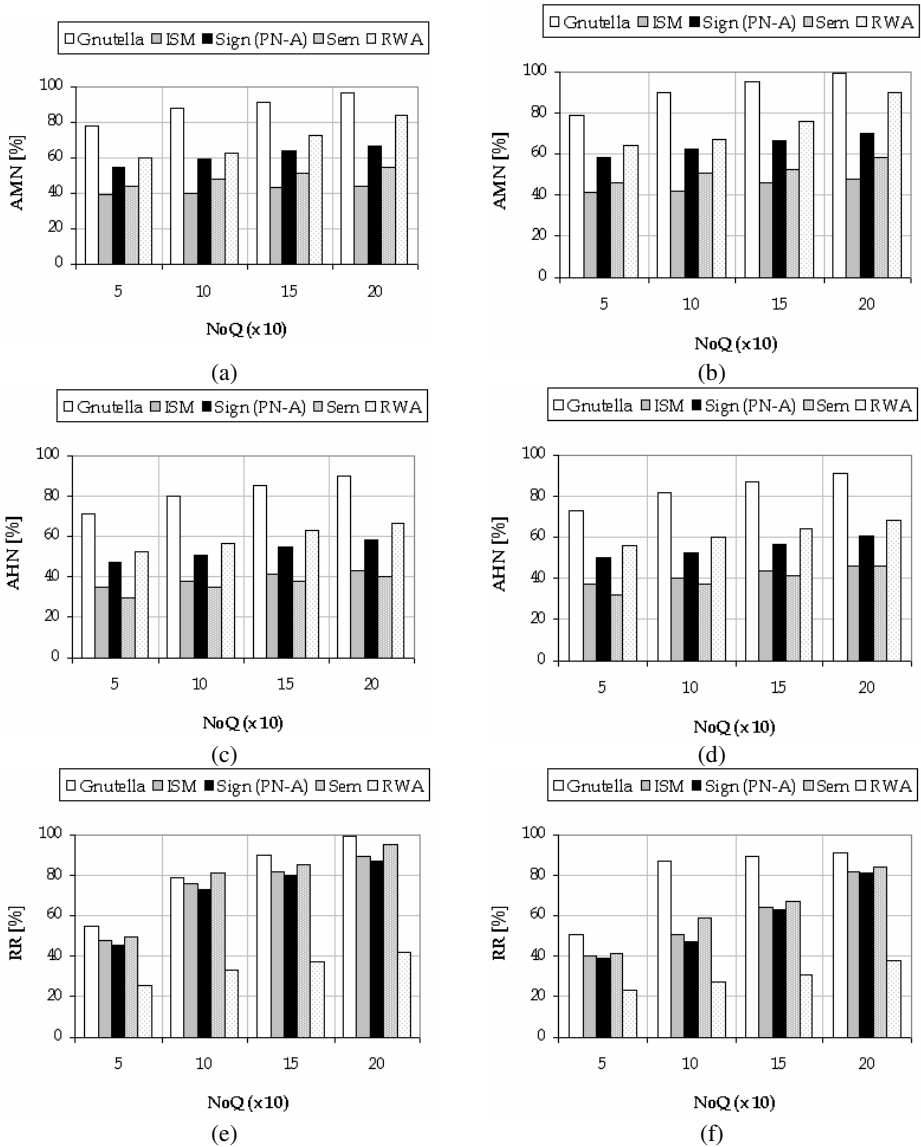 Gnutella ISM Sign (PN-A) Sem RWA
100
80
60
40
20
0
AMN [%]
5 10 15 20
NoQ (x10)
(a)
Gnutella ISM Sign (PN-A) Sem RWA
100
80
60
40
20
0
AMN [%]
5 10 15 20
NoQ (x10)
(b)
Gnutella ISM Sign (PN-A) Sem RWA
100
80
60
40
20
0
AHN [%]
5 10 15 20
NoQ (x10)
(c)
Gnutella ISM Sign (PN-A) Sem RWA
100
80
60
40
20
0
AHN [%]
5 10 15 20
NoQ (x10)
(d)
Gnutella ISM Sign (PN-A) Sem RWA
100
80
60
40
20
0
RR [%]
5 10 15 20
NoQ (x10)
(e)
Gnutella ISM Sign (PN-A) Sem RWA
100
80
60
40
20
0
RR [%]
5 10 15 20
NoQ (x10)
(f)